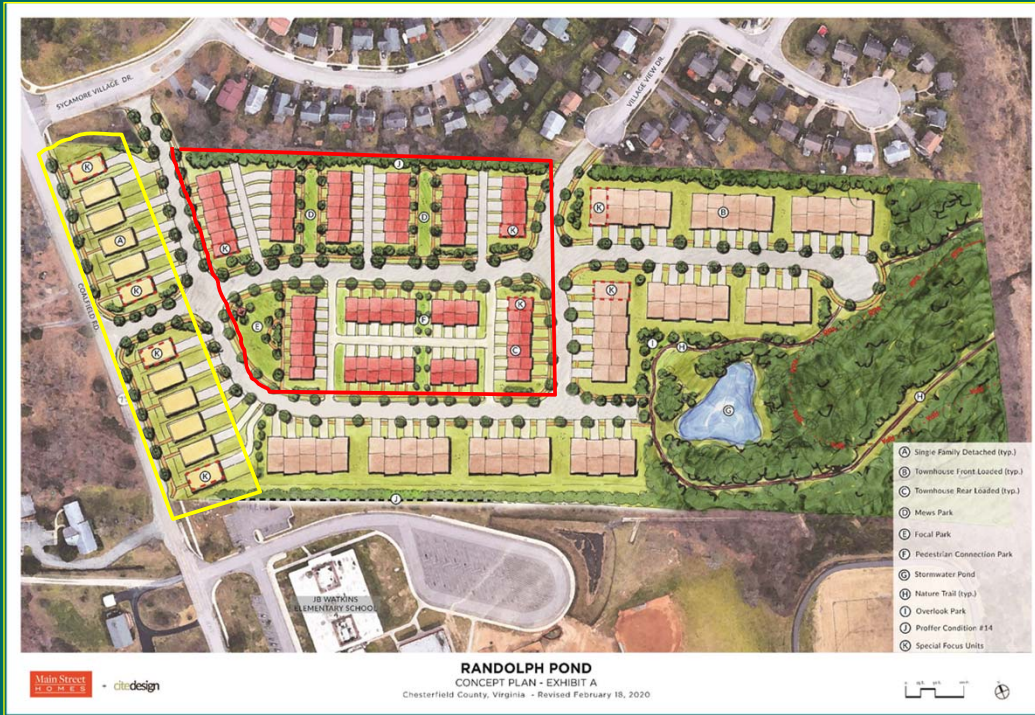 SYCAMORE VILLAGE DR.
VILLAGE VIEW DR.
COALFIELD RD.
K
A
K
K
K
J
D
D
K
K
E
F
K
C
K
B
K
I
H
G
H
J
JB WATKINS
ELEMENTARY SCHOOL
A Single Family Detached (typ.)
B Townhouse Front Loaded (typ.)
C Townhouse Rear Loaded (typ.)
D Mews Park
E Focal Park
F Pedestrian Connection Park
G Stormwater Pond
H Nature Trail (typ.)
I Overlook Park
J Proffer Condition #14
K Special Focus Units
Main Street
HOMES
- citedesign
RANDOLPH POND
CONCEPT PLAN - EXHIBIT A
Chesterfield County, Virginia - Revised February 18, 2020